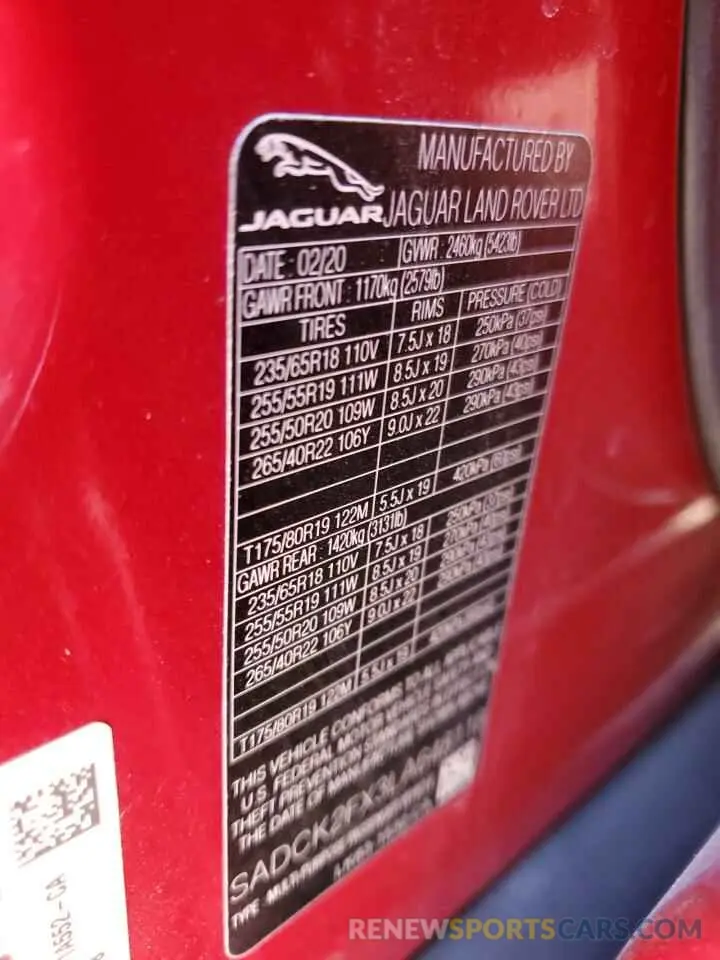 MANUFACTURED BY
JAGUAR JAGUAR LAND ROVER LTD
DATE : 02/20 GVWR : 2460kg (5423lb)
GAWR FRONT : 1170kg (2579lb)
TIRES RIMS PRESSURE (COLD)
235/65R18 110V 7.5J x 18 250kPa (37psi)
255/55R19 111W 8.5J x 19 270kPa (40psi)
255/50R20 109W 8.5J x 20 290kPa (43psi)
265/40R22 106Y 9.0J x 22 290kPa (43psi)
T175/80R19 122M 5.5J x 19 420kPa (61psi)
GAWR REAR : 1420kg (3131lb)
235/65R18 110V 7.5J x 18 250kPa (37psi)
255/55R19 111W 8.5J x 19 270kPa
255/50R20 109W 8.5J x 20 290kPa
265/40R22 106Y 9.0J x 22
T175/80R19 122M 5.5J x 19
THIS VEHICLE CONFORMS TO ALL
U.S. FEDERAL MOTOR
THEFT PREVENTION
THE DATE OF
TYPE :
RENEWSPORTSCARS.COM